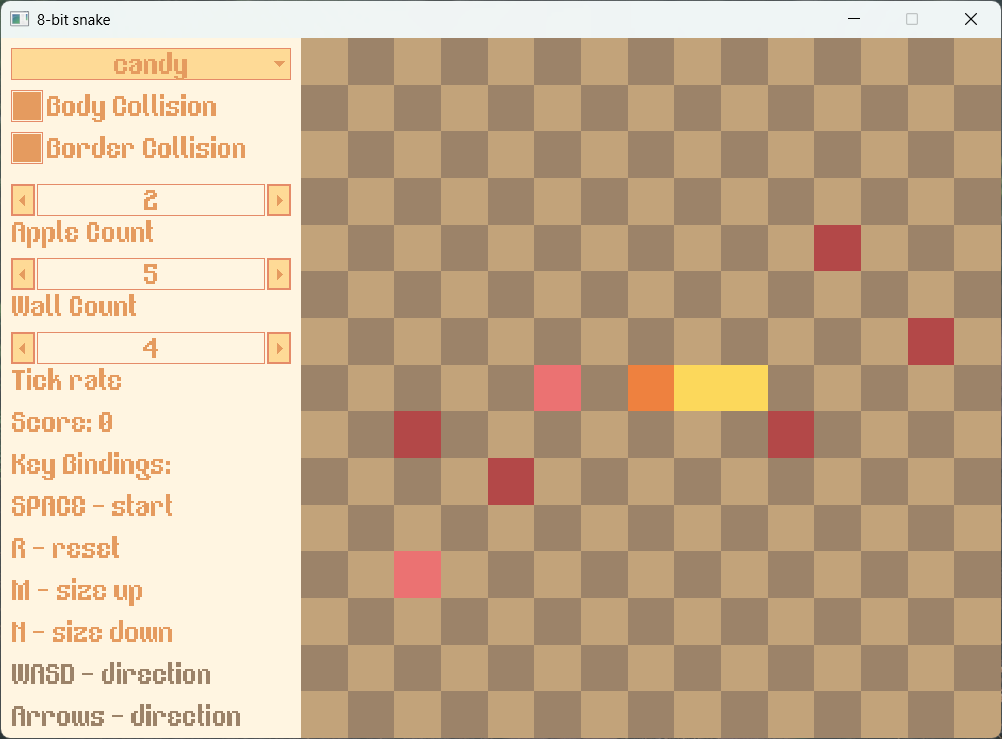 8-bit snake
candy
Body Collision
Border Collision
2
Apple Count
5
Wall Count
4
Tick rate
Score: 0
Key Bindings:
SPACE - start
R - reset
M - size up
N - size down
WASD - direction
Arrows - direction